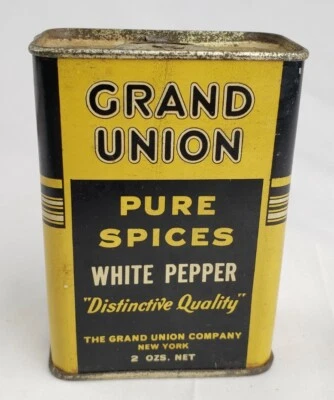 GRAND
UNION
PURE
SPICES
WHITE PEPPER
"Distinctive Quality"
THE GRAND UNION COMPANY
NEW YORK
2 OZS. NET